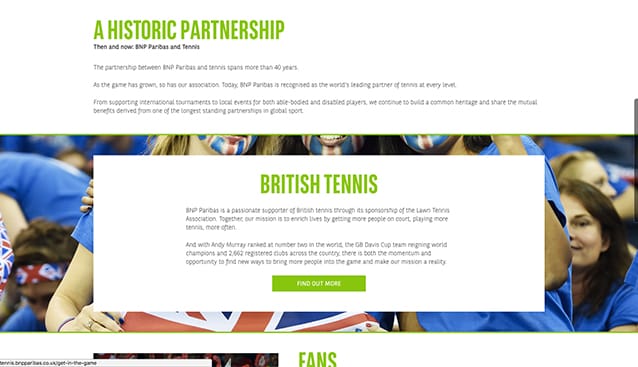 A HISTORIC PARTNERSHIP
Then and now: BNP Paribas and Tennis
The partnership between BNP Paribas and tennis spans more than 40 years.
As the game has grown, so has our association. Today, BNP Paribas is recognised as the world's leading partner of tennis at every level.
From supporting international tournaments to local events for both able-bodied and disabled players, we continue to build a common heritage and share the mutual
benefits derived from one of the longest standing partnerships in global sport.
BRITISH TENNIS
BNP Paribas is a passionate supporter of British tennis through its sponsorship of the Lawn Tennis
Association. Together, our mission is to enrich lives by getting more people on court, playing more
tennis, more often.
And with Andy Murray ranked at number two in the world, the GB Davis Cup team reigning world
champions and 2,662 registered clubs across the country, there is both the momentum and
opportunity to find new ways to bring more people into the game and make our mission a reality.
FIND OUT MORE
FANS
tennis.bnpparibas.co.uk/get-in-the-game